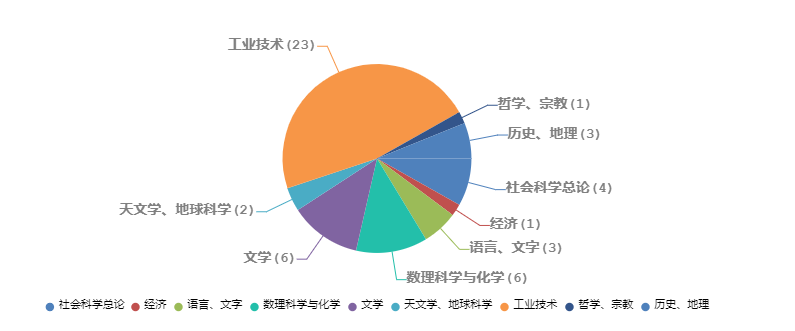 工业技术(23)
哲学、宗教(1)
历史、地理(3)
社会科学总论(4)
天文学、地球科学(2)
经济(1)
语言、文字(3)
文学(6)
数理科学与化学(6)
社会科学总论 经济 语言、文字 数理科学与化学 文学 天文学、地球科学 工业技术 哲学、宗教 历史、地理